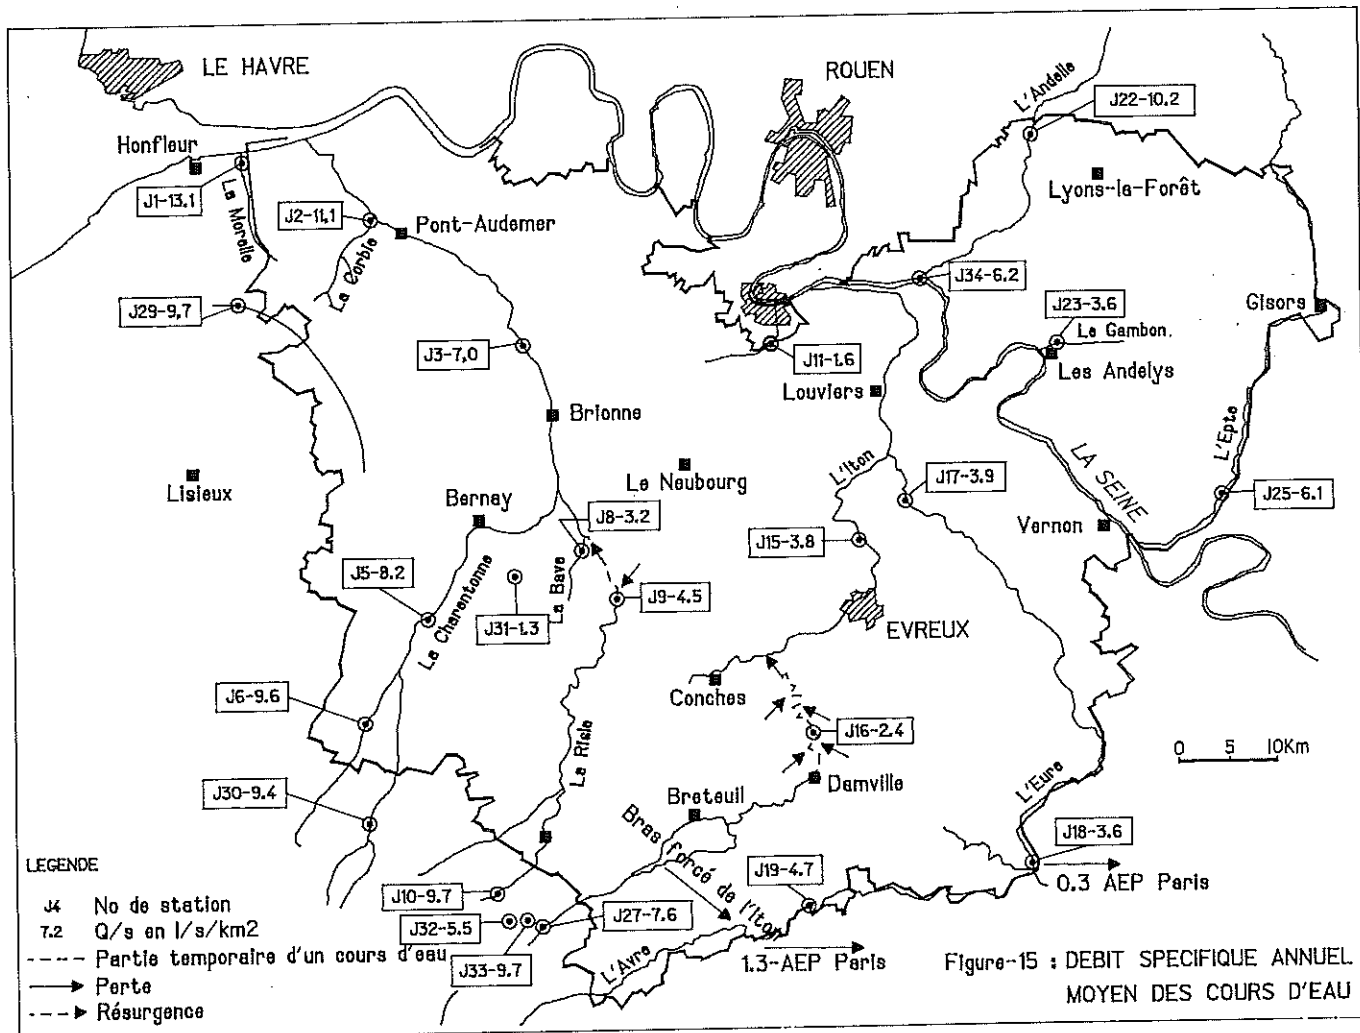 LE HAVRE
ROUEN
L'Andelle
J22-10.2
Honfleur
Lyons-la-Forêt
J1-13.1
La Morelle
J2-11.1
Pont-Audemer
La Corbie
J34-6.2
J29-9,7
J23-3.6
Gisors
Le Gambon.
J3-7,0
J11-1.6
Les Andelys
Louviers
Brionne
L'Epte
LA SEINE
Lisieux
Le Neubourg
L'Iton
J17-3.9
J25-6.1
Bernay
J8-3.2
Vernon
J15-3.8
J5-8.2
La Charentonne
La Bave
J9-4.5
J31-1.3
EVREUX
J6-9.6
Conches
J16-2.4
La Risle
0 5 10Km
J30-9.4
Breteuil
Damville
L'Eure
Bras forcé de l'Iton
J18-3.6
0.3 AEP Paris
J19-4.7
J10-9.7
J32-5.5
J27-7.6
J33-9.7
L'Avre
1.3-AEP Paris
LEGENDE
J4 No de station
7.2 Q/s en l/s/km2
Partie temporaire d'un cours d'eau
Perte
Résurgence
Figure-15 : DEBIT SPECIFIQUE ANNUEL
MOYEN DES COURS D'EAU